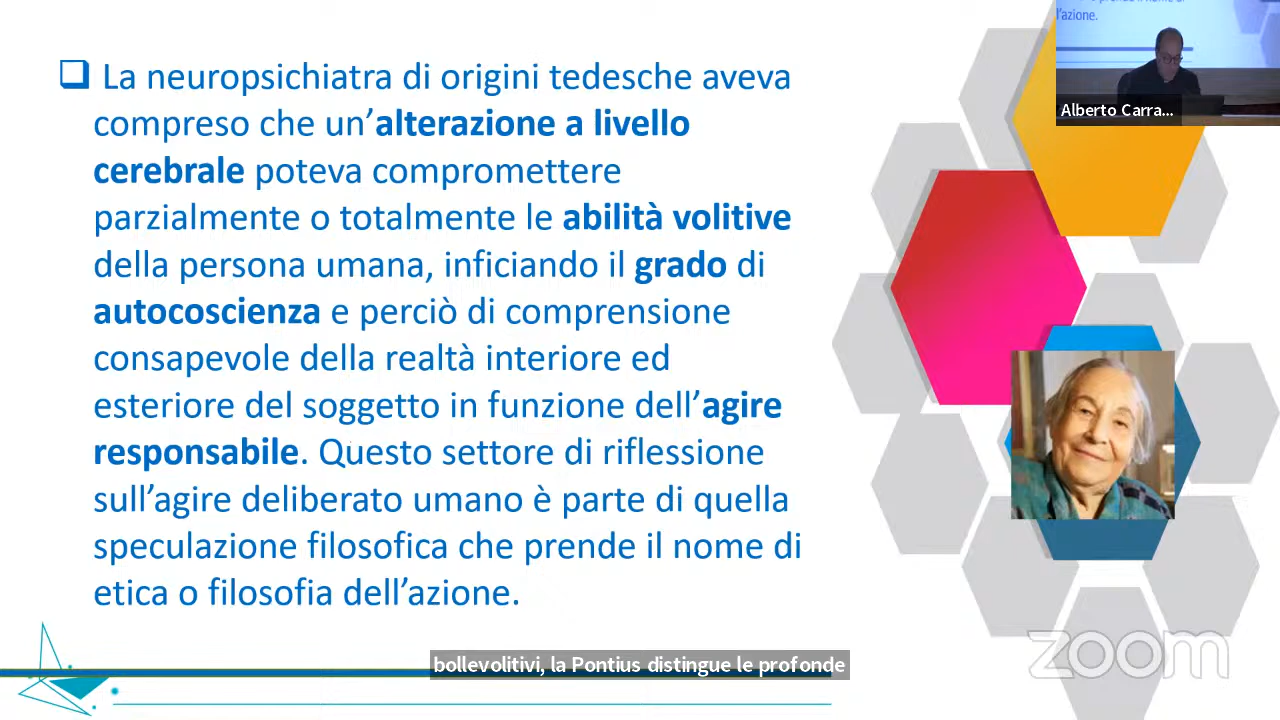 l'azione.
Alberto Carra...
La neuropsichiatra di origini tedesche aveva
compreso che un'alterazione a livello
cerebrale poteva compromettere
parzialmente o totalmente le abilità volitive
della persona umana, inficiando il grado di
autocoscienza e perciò di comprensione
consapevole della realtà interiore ed
esteriore del soggetto in funzione dell'agire
responsabile. Questo settore di riflessione
sull'agire deliberato umano è parte di quella
speculazione filosofica che prende il nome di
etica o filosofia dell'azione.
zoom
bollevolitivi, la Pontius distingue le profonde